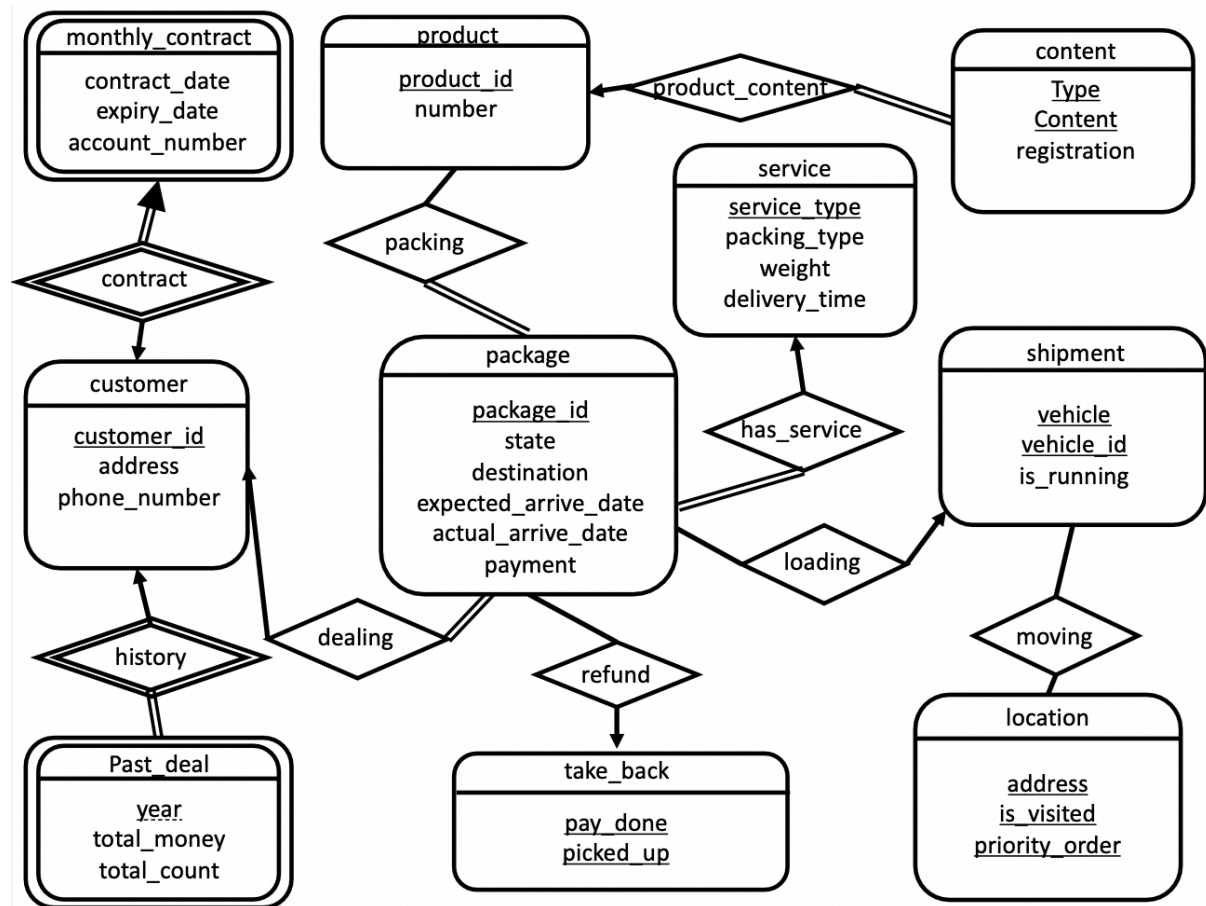 monthly_contract
contract_date
expiry_date
account_number
product
product_id
number
product_content
content
Type
Content
registration
service
service_type
packing_type
weight
delivery_time
packing
contract
customer
customer_id
address
phone_number
package
package_id
state
destination
expected_arrive_date
actual_arrive_date
payment
has_service
shipment
vehicle
vehicle_id
is_running
loading
dealing
history
refund
moving
Past_deal
year
total_money
total_count
take_back
pay_done
picked_up
location
address
is_visited
priority_order